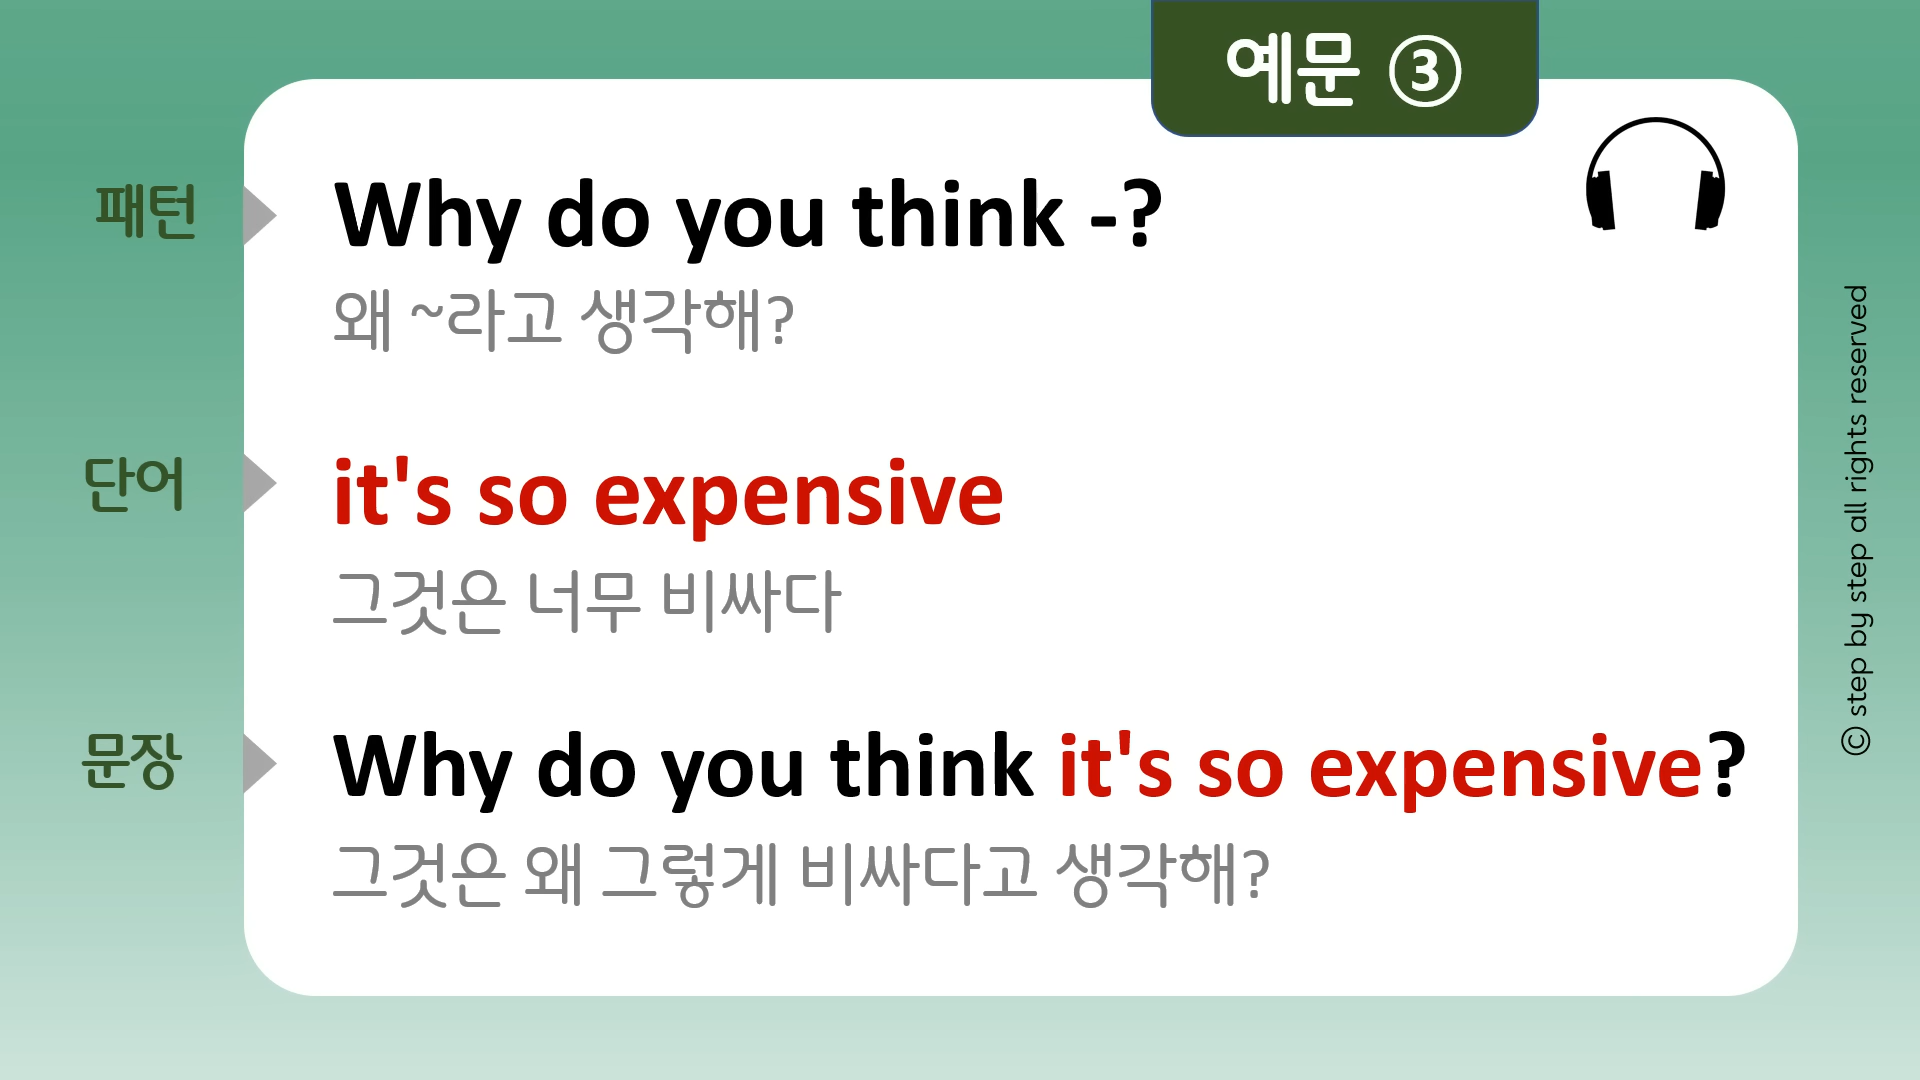 예문 ③
패턴
Why do you think -?
왜 ~라고 생각해?
단어
it's so expensive
그것은 너무 비싸다
문장
Why do you think it's so expensive?
그것은 왜 그렇게 비싸다고 생각해?
© step by step all rights reserved